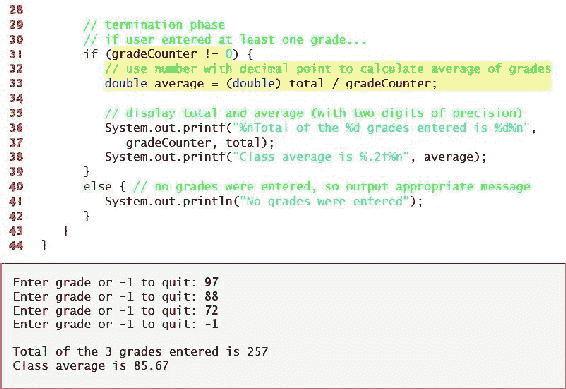 28
29 // termination phase
30 // if user entered at least one grade...
31 if (gradeCounter != 0) {
32 // use number with decimal point to calculate average of grades
33 double average = (double) total / gradeCounter;
34
35 // display total and average (with two digits of precision)
36 System.out.printf("%nTotal of the %d grades entered is %d%n",
37 gradeCounter, total);
38 System.out.printf("Class average is %.2f%n", average);
39 }
40 else { // no grades were entered, so output appropriate message
41 System.out.println("No grades were entered");
42 }
43 }
44 }
Enter grade or -1 to quit: 97
Enter grade or -1 to quit: 88
Enter grade or -1 to quit: 72
Enter grade or -1 to quit: -1
Total of the 3 grades entered is 257
Class average is 85.67